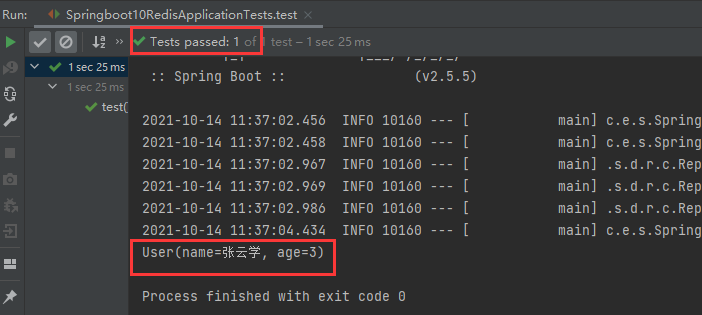 Run: Springboot10RedisApplicationTests.test ×
Tests passed: 1 of 1 test – 1 sec 25 ms
1 sec 25 ms
1 sec 25 ms
test(
:: Spring Boot :: (v2.5.5)
2021-10-14 11:37:02.456 INFO 10160 --- [ main] c.e.s.Spring
2021-10-14 11:37:02.458 INFO 10160 --- [ main] c.e.s.Spring
2021-10-14 11:37:02.967 INFO 10160 --- [ main] .s.d.r.c.Rep
2021-10-14 11:37:02.969 INFO 10160 --- [ main] .s.d.r.c.Rep
2021-10-14 11:37:02.986 INFO 10160 --- [ main] .s.d.r.c.Rep
2021-10-14 11:37:04.434 INFO 10160 --- [ main] c.e.s.Spring
User(name=张云学, age=3)
Process finished with exit code 0